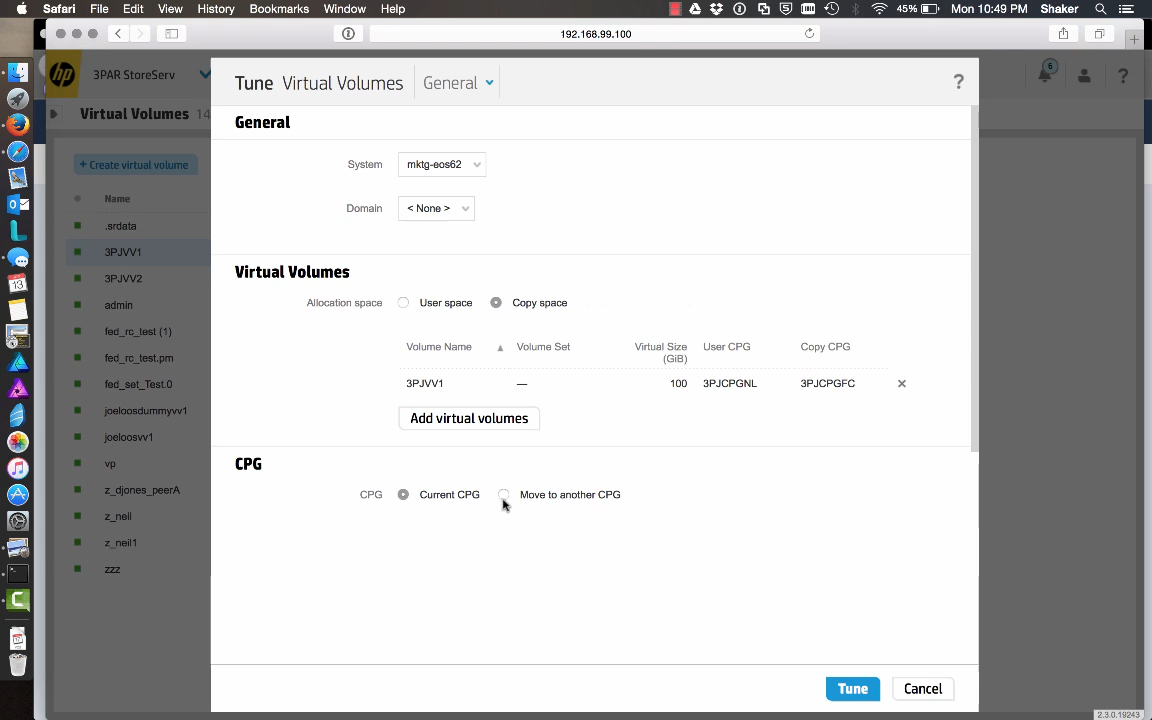 Safari File Edit View History Bookmarks Window Help 45% Mon 10:49 PM Shaker
192.168.99.100
hp 3PAR StoreServ 6 ?
Virtual Volumes 14
+ Create virtual volume
Name
.srdata
3PJVV1
3PJVV2
admin
fed_rc_test (1)
fed_rc_test.pm
fed_set_Test.0
joeloosdummyvv1
joeloosvv1
vp
z_djones_peerA
z_neil
z_neil1
zzz
13
Tune Virtual Volumes General ?
General
System mktg-eos62
Domain < None >
Virtual Volumes
Allocation space User space Copy space
Volume Name Volume Set Virtual Size (GiB) User CPG Copy CPG
3PJVV1 — 100 3PJCPGNL 3PJCPGFC
Add virtual volumes
CPG
CPG Current CPG Move to another CPG
Tune Cancel
2.3.0.19243